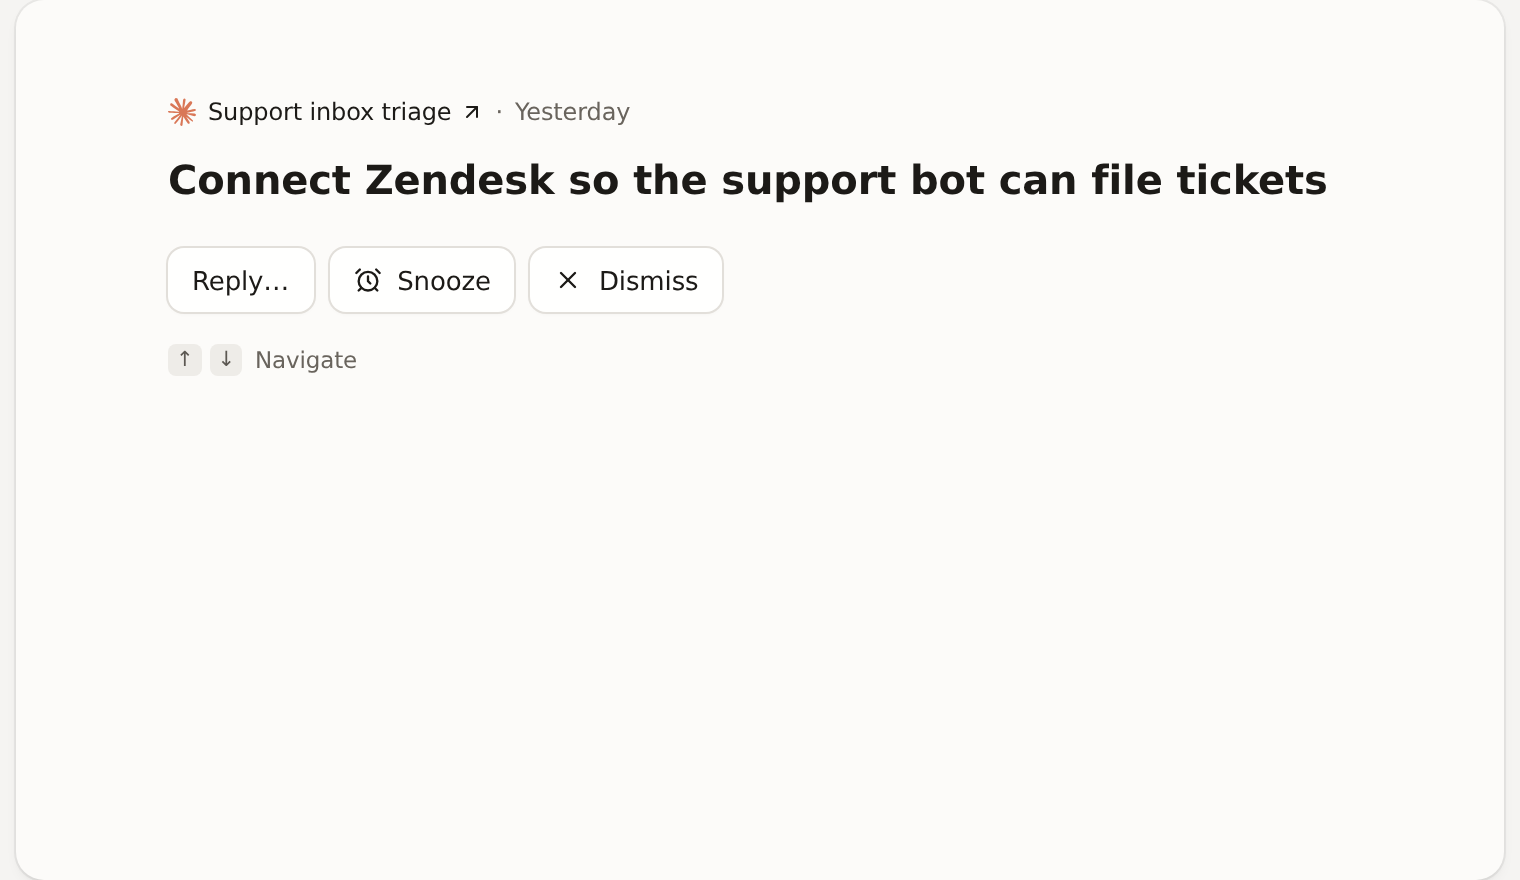 Support inbox triage ↗ · Yesterday
Connect Zendesk so the support bot can file tickets
Reply… Snooze Dismiss
↑ ↓ Navigate